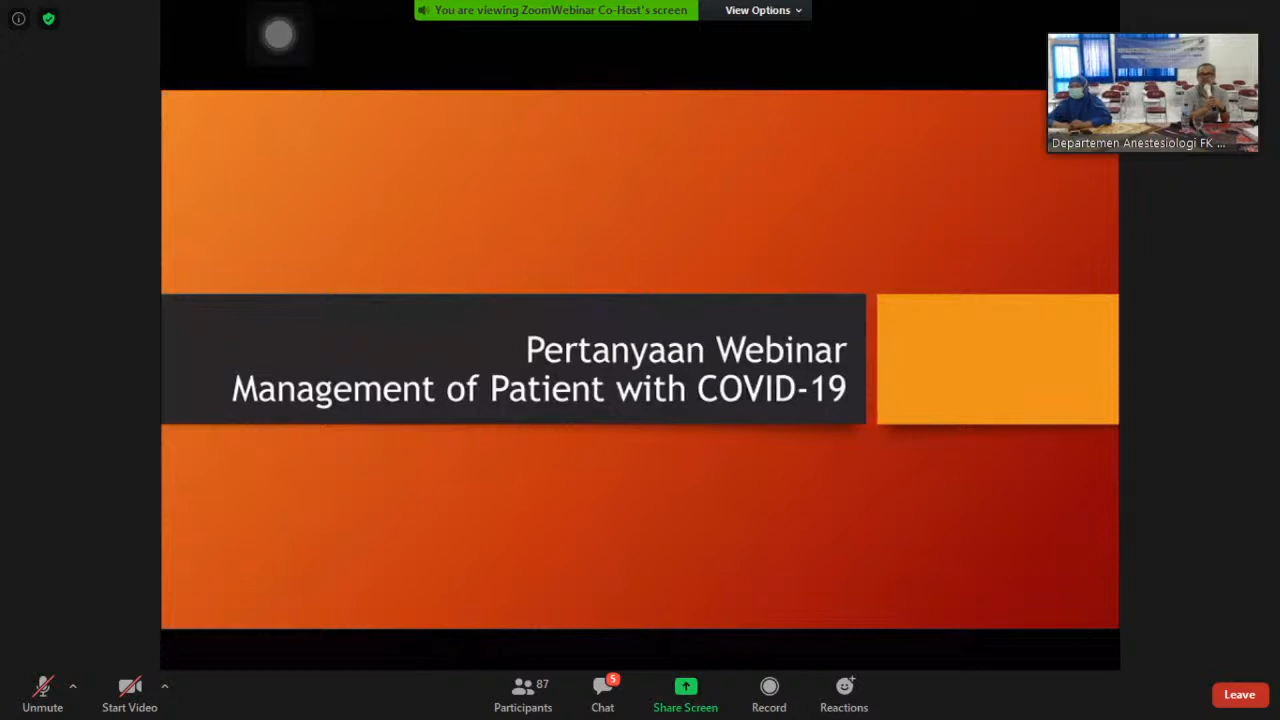 You are viewing ZoomWebinar Co-Host's screen
View Options
Departemen Anestesiologi FK ...
Pertanyaan Webinar
Management of Patient with COVID-19
87
5
Unmute
Start Video
Participants
Chat
Share Screen
Record
Reactions
Leave